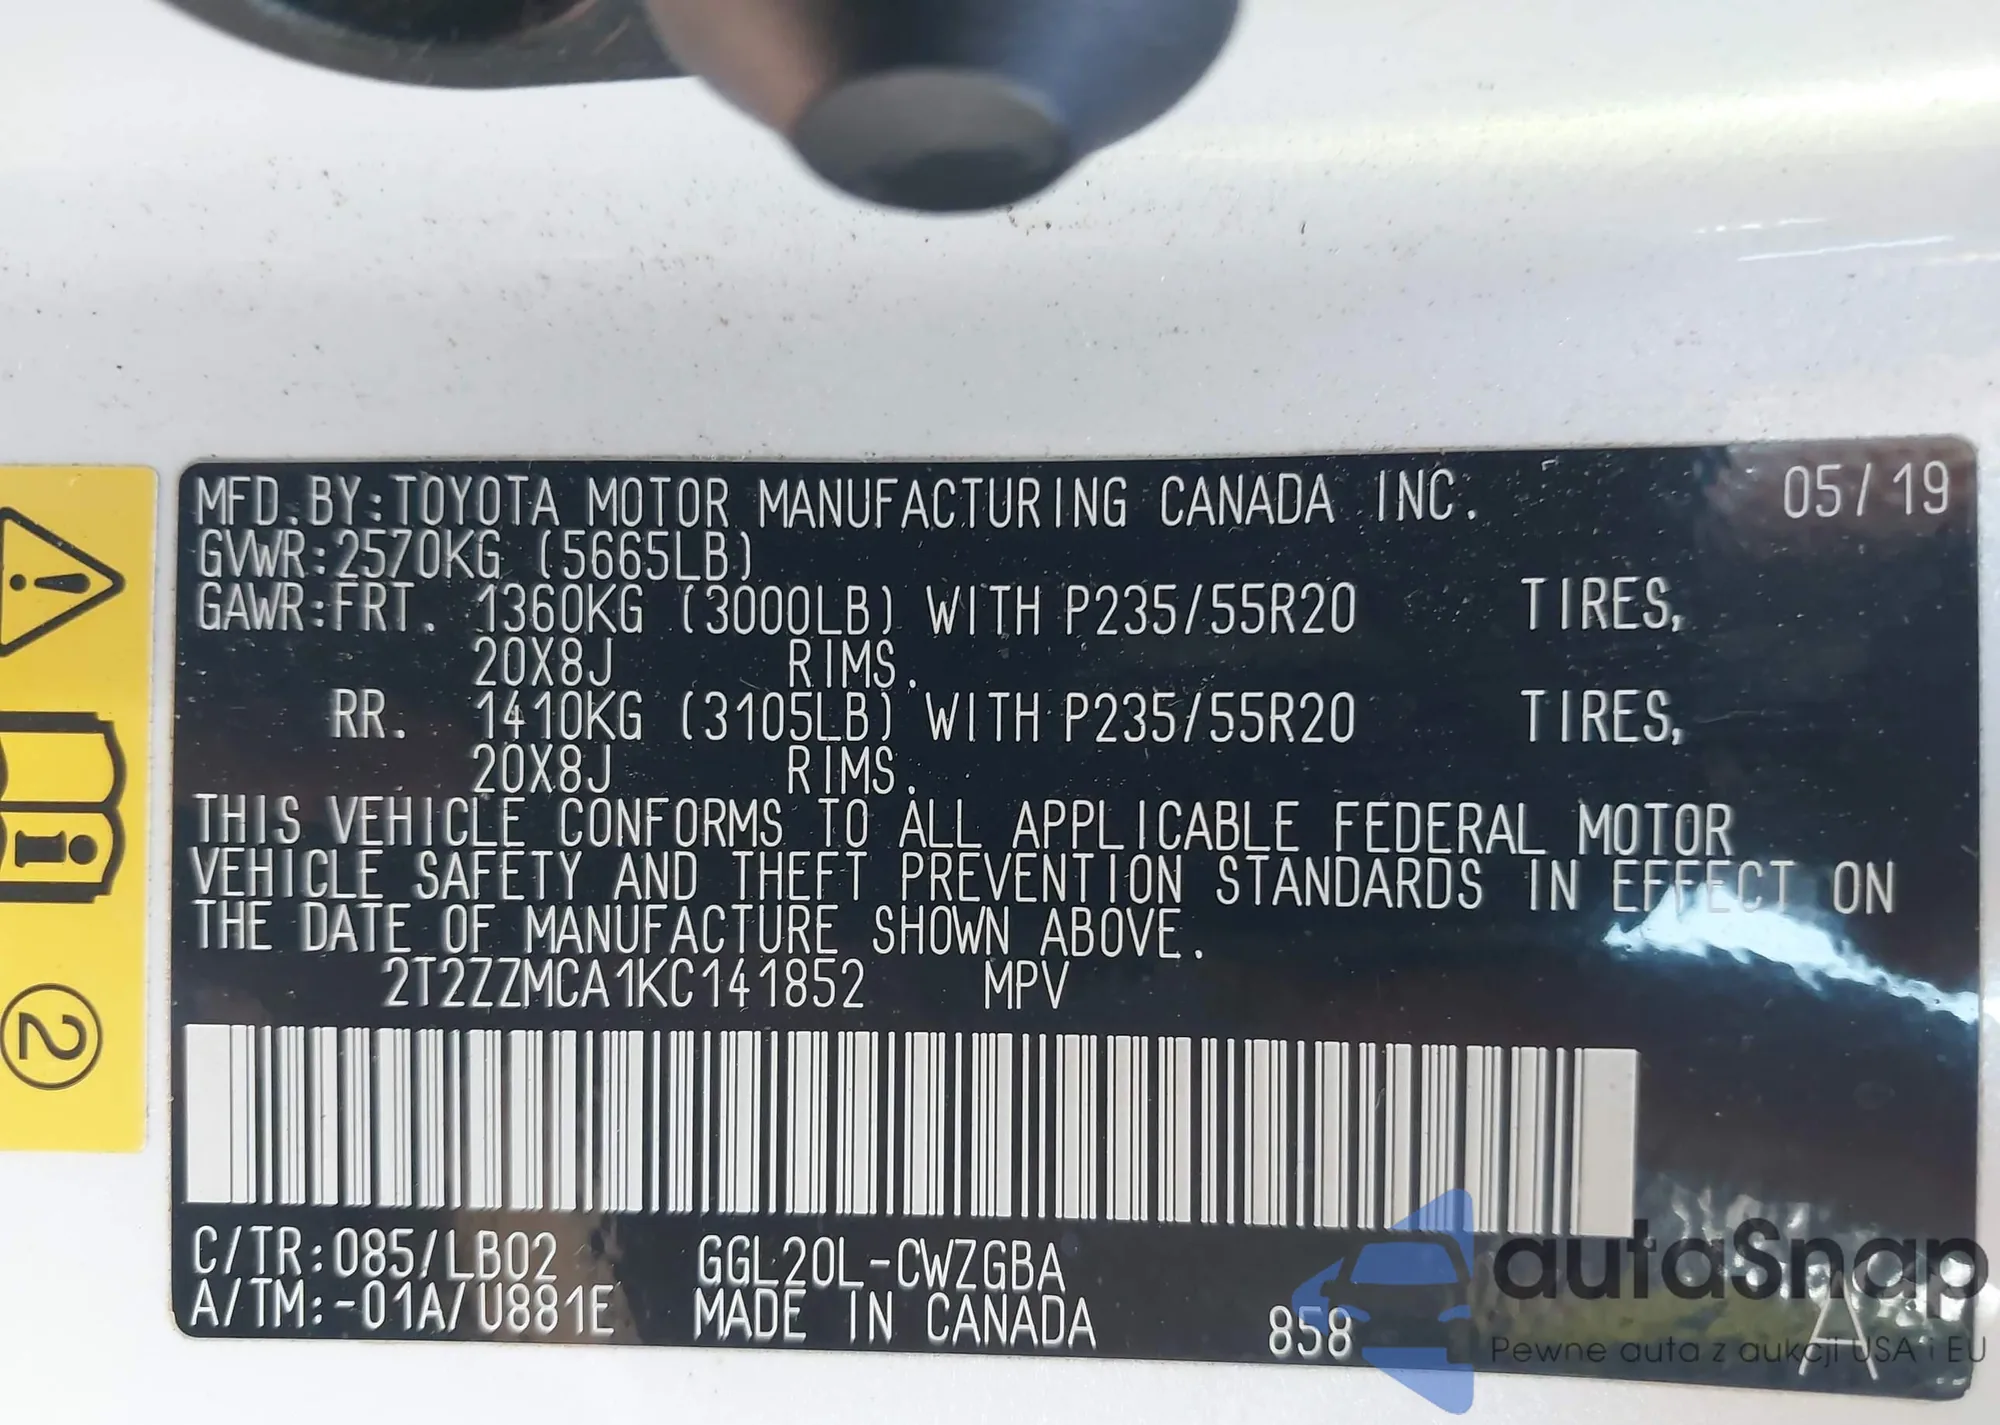 MFD. BY: TOYOTA MOTOR MANUFACTURING CANADA INC. 05/19
GVWR: 2570KG (5665LB)
GAWR: FRT. 1360KG (3000LB) WITH P235/55R20 TIRES,
20X8J RIMS.
RR. 1410KG (3105LB) WITH P235/55R20 TIRES,
20X8J RIMS.
THIS VEHICLE CONFORMS TO ALL APPLICABLE FEDERAL MOTOR
VEHICLE SAFETY AND THEFT PREVENTION STANDARDS IN EFFECT ON
THE DATE OF MANUFACTURE SHOWN ABOVE.
2T2ZZMCA1KC141852 MPV
C/TR: 085/LB02 GGL20L-CWZGBA
A/TM: -01A/U881E MADE IN CANADA 858 A
2
autaSnap
Pewne auta z aukcji USA i EU